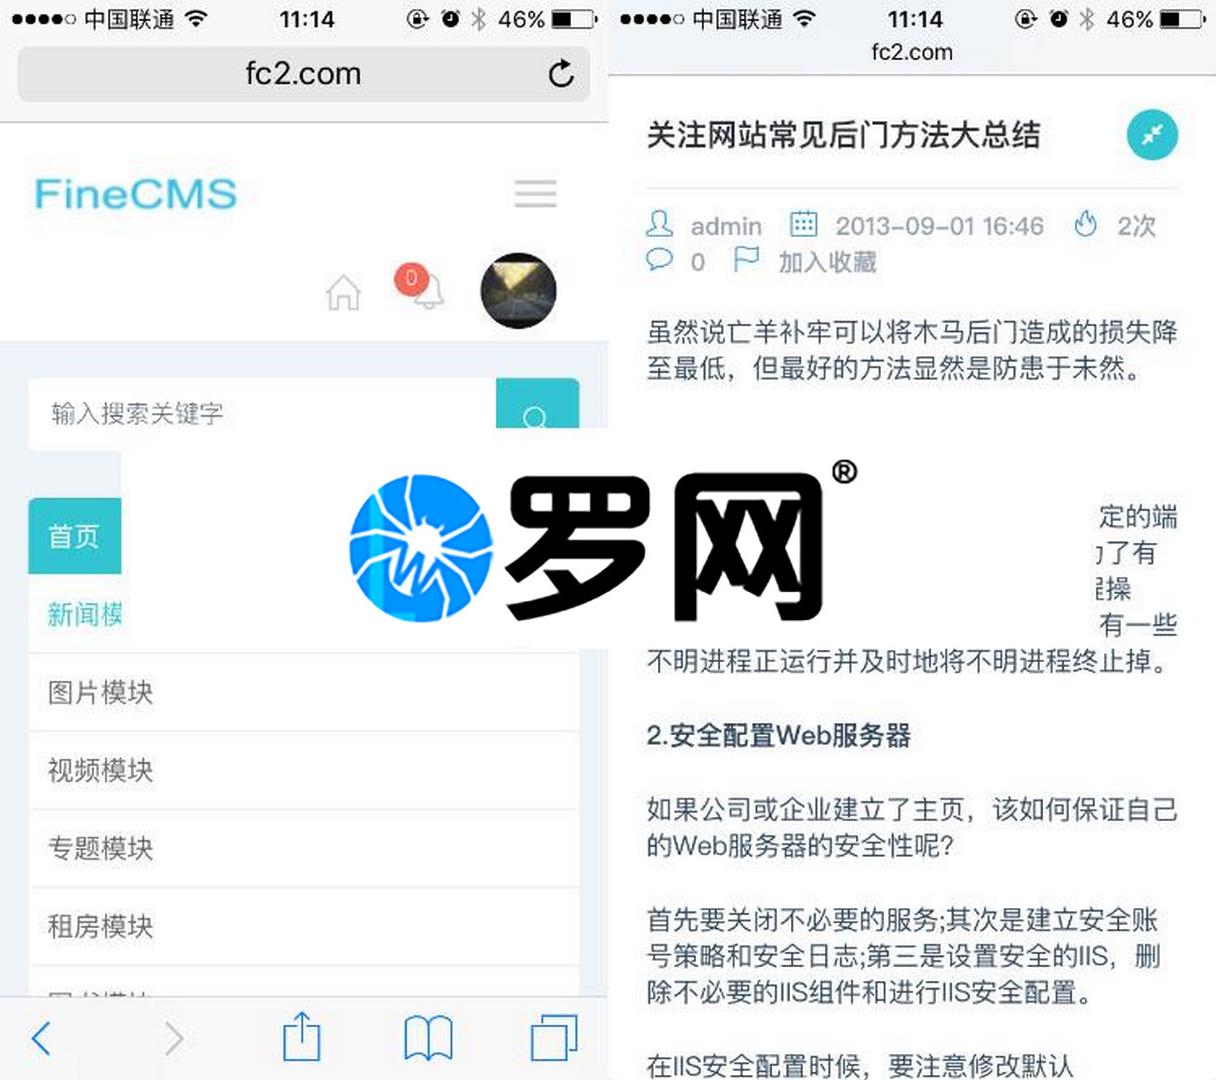 中国联通 11:14 46%
fc2.com
FineCMS
0
输入搜索关键字
首页
新闻模
图片模块
视频模块
专题模块
租房模块
中国联通 11:14 46%
fc2.com
关注网站常见后门方法大总结
admin 2013-09-01 16:46 2次
0 加入收藏
虽然说亡羊补牢可以将木马后门造成的损失降
至最低，但最好的方法显然是防患于未然。
罗网®
定的端
了有
操
有一些
不明进程正运行并及时地将不明进程终止掉。
2.安全配置Web服务器
如果公司或企业建立了主页，该如何保证自己
的Web服务器的安全性呢?
首先要关闭不必要的服务;其次是建立安全账
号策略和安全日志;第三是设置安全的IIS，删
除不必要的IIS组件和进行IIS安全配置。
在IIS安全配置时候，要注意修改默认